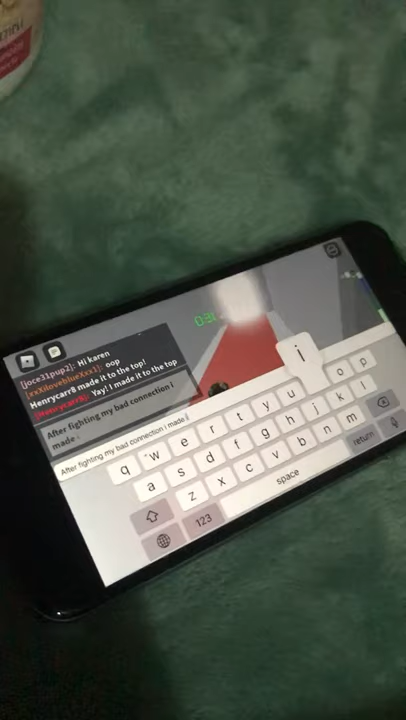 [joce31pup2]: Hi karen
[xxXiloveblueXxx1]: oop
Henrycarr8 made it to the top!
[Henrycarr8]: Yay! I made it to the top
After fighting my bad connection i
made i
After fighting my bad connection i made i
i
q w e r t y u o p
a s d f g h j k l
z x c v b n m
123 space return